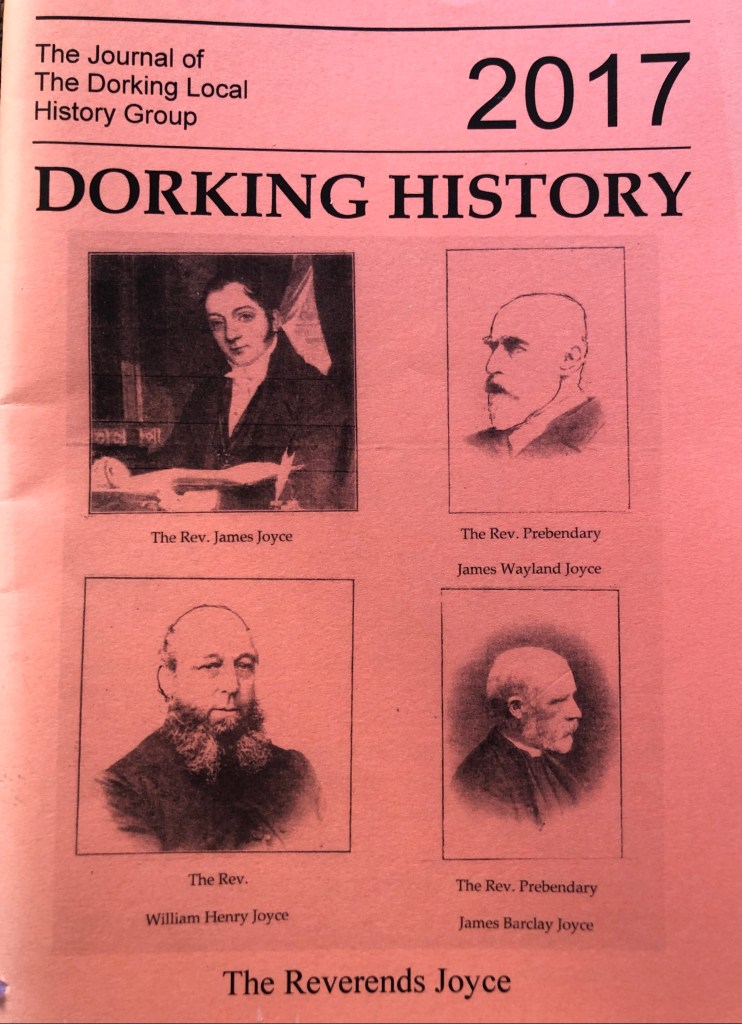 The Journal of
The Dorking Local
History Group
2017
DORKING HISTORY
The Rev. James Joyce
The Rev. Prebendary
James Wayland Joyce
The Rev.
William Henry Joyce
The Rev. Prebendary
James Barclay Joyce
The Reverends Joyce